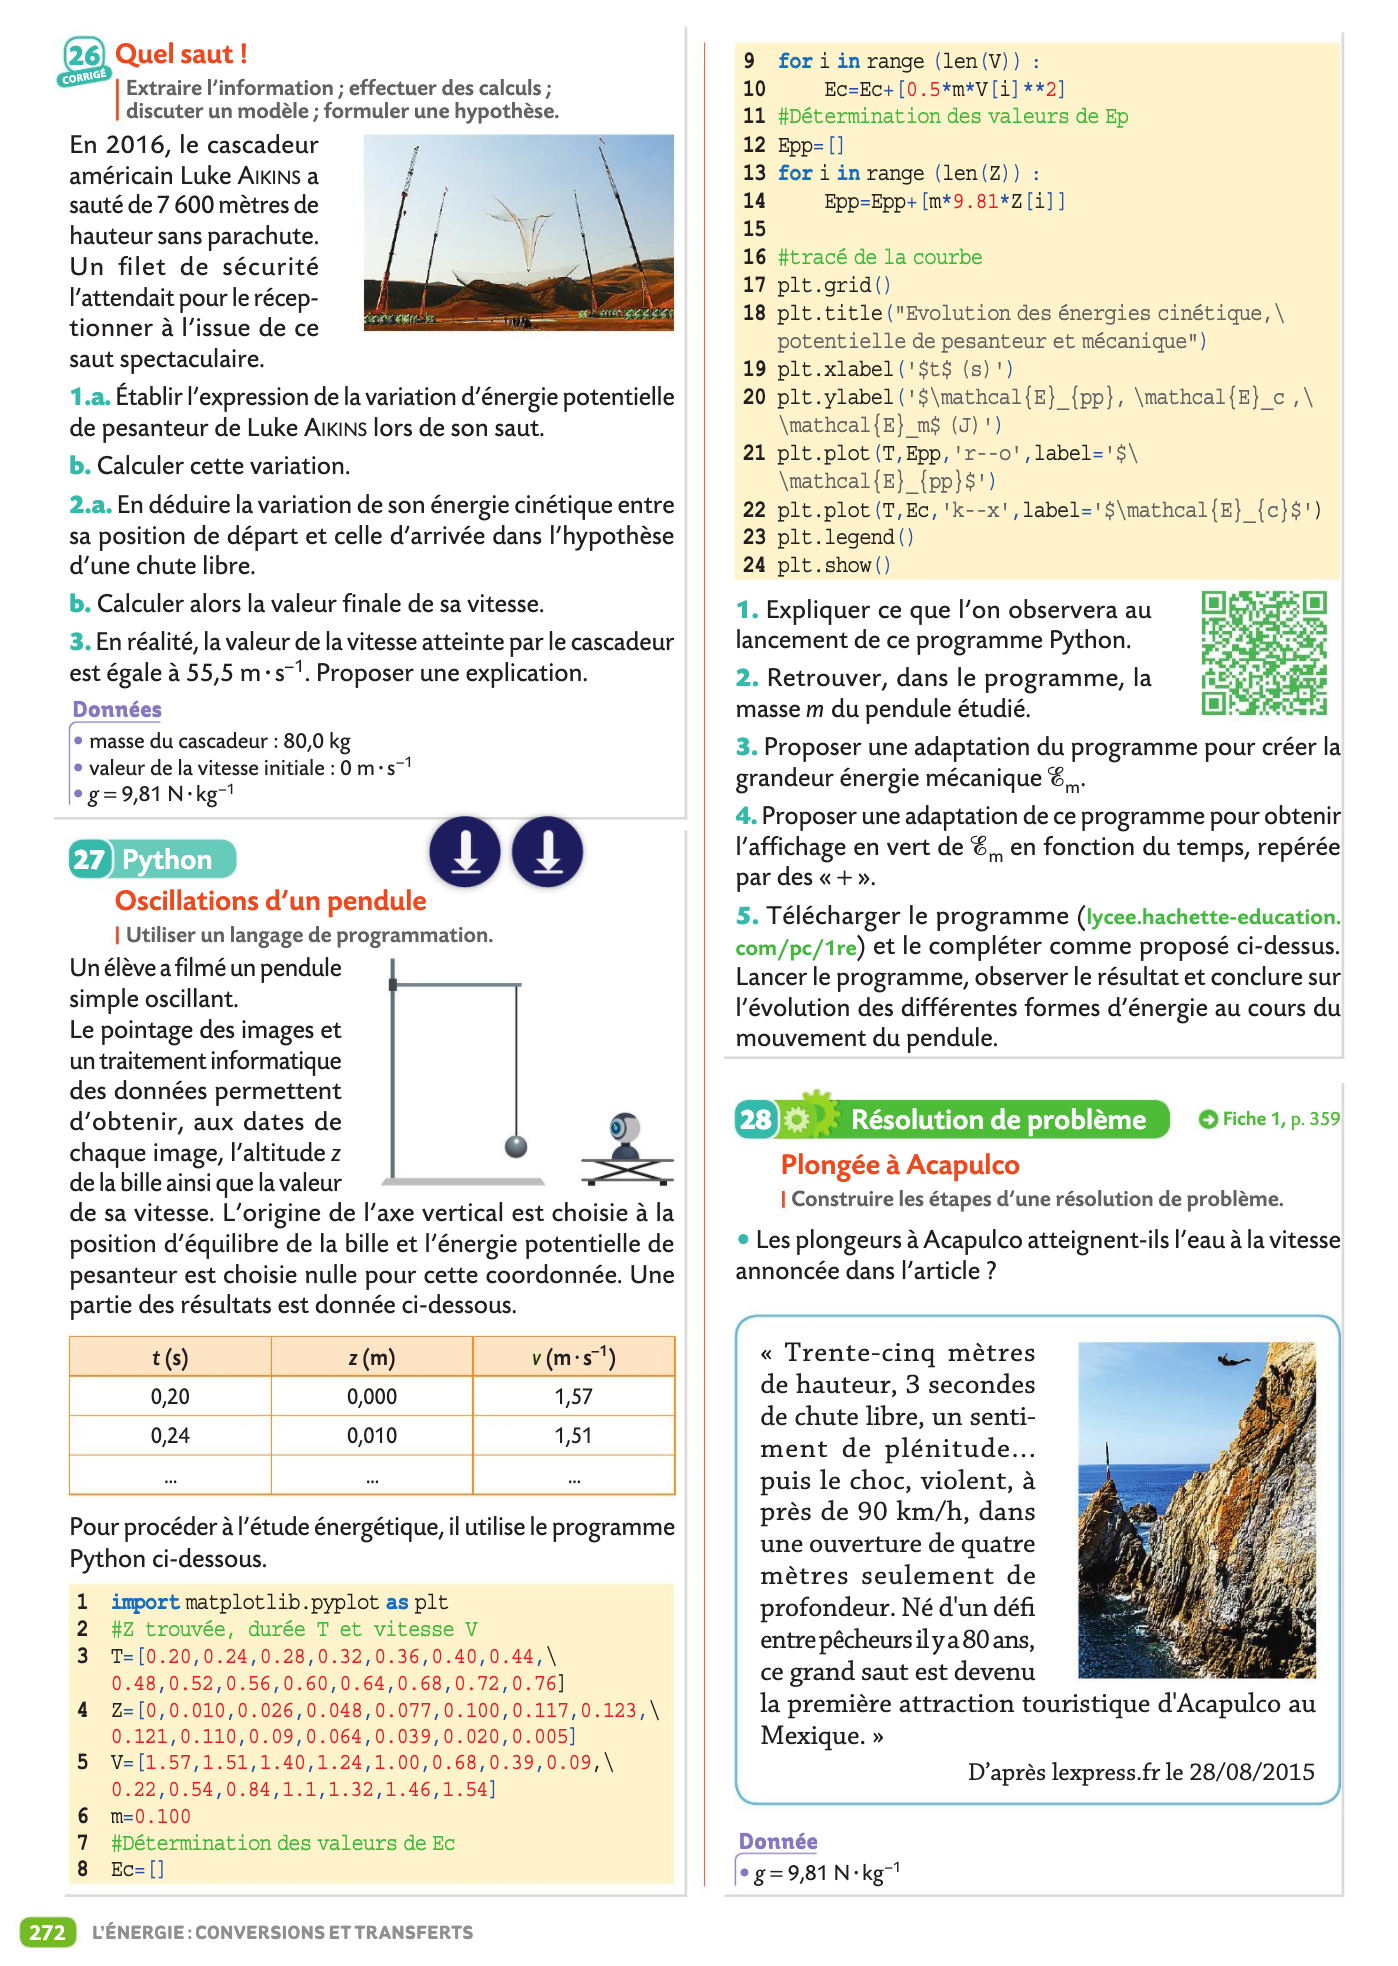 26 Quel saut !
CORRIGÉ
Extraire l'information ; effectuer des calculs ;
discuter un modèle ; formuler une hypothèse.
En 2016, le cascadeur
américain Luke AIKINS a
sauté de 7 600 mètres de
hauteur sans parachute.
Un filet de sécurité
l'attendait pour le récep-
tionner à l'issue de ce
saut spectaculaire.
1.a. Établir l'expression de la variation d'énergie potentielle
de pesanteur de Luke AIKINS lors de son saut.
b. Calculer cette variation.
2.a. En déduire la variation de son énergie cinétique entre
sa position de départ et celle d'arrivée dans l'hypothèse
d'une chute libre.
b. Calculer alors la valeur finale de sa vitesse.
3. En réalité, la valeur de la vitesse atteinte par le cascadeur
est égale à 55,5 m·s⁻¹. Proposer une explication.
Données
• masse du cascadeur : 80,0 kg
• valeur de la vitesse initiale : 0 m·s⁻¹
• g = 9,81 N·kg⁻¹
27 Python
Oscillations d'un pendule
Utiliser un langage de programmation.
Un élève a filmé un pendule
simple oscillant.
Le pointage des images et
un traitement informatique
des données permettent
d'obtenir, aux dates de
chaque image, l'altitude z
de la bille ainsi que la valeur
de sa vitesse. L'origine de l'axe vertical est choisie à la
position d'équilibre de la bille et l'énergie potentielle de
pesanteur est choisie nulle pour cette coordonnée. Une
partie des résultats est donnée ci-dessous.
t (s) z (m) v (m·s⁻¹)
0,20 0,000 1,57
0,24 0,010 1,51
... ... ...
Pour procéder à l'étude énergétique, il utilise le programme
Python ci-dessous.
1 import matplotlib.pyplot as plt
2 #Z trouvée, durée T et vitesse V
3 T=[0.20,0.24,0.28,0.32,0.36,0.40,0.44,\
0.48,0.52,0.56,0.60,0.64,0.68,0.72,0.76]
4 Z=[0,0.010,0.026,0.048,0.077,0.100,0.117,0.123,\
0.121,0.110,0.09,0.064,0.039,0.020,0.005]
5 V=[1.57,1.51,1.40,1.24,1.00,0.68,0.39,0.09,\
0.22,0.54,0.84,1.1,1.32,1.46,1.54]
6 m=0.100
7 #Détermination des valeurs de Ec
8 Ec=[]
9 for i in range (len(V)) :
10 Ec=Ec+[0.5*m*V[i]**2]
11 #Détermination des valeurs de Ep
12 Epp=[]
13 for i in range (len(Z)) :
14 Epp=Epp+[m*9.81*Z[i]]
15
16 #tracé de la courbe
17 plt.grid()
18 plt.title("Evolution des énergies cinétique,\
potentielle de pesanteur et mécanique")
19 plt.xlabel('$t$ (s)')
20 plt.ylabel('$\mathcal{E}_{pp}, \mathcal{E}_c ,\
\mathcal{E}_m$ (J)')
21 plt.plot(T,Epp,'r--o',label='$\
\mathcal{E}_{pp}$')
22 plt.plot(T,Ec,'k--x',label='$\mathcal{E}_{c}$')
23 plt.legend()
24 plt.show()
1. Expliquer ce que l'on observera au
lancement de ce programme Python.
2. Retrouver, dans le programme, la
masse m du pendule étudié.
3. Proposer une adaptation du programme pour créer la
grandeur énergie mécanique ℰm.
4. Proposer une adaptation de ce programme pour obtenir
l'affichage en vert de ℰm en fonction du temps, repérée
par des « + ».
5. Télécharger le programme (lycee.hachette-education.
com/pc/1re) et le compléter comme proposé ci-dessus.
Lancer le programme, observer le résultat et conclure sur
l'évolution des différentes formes d'énergie au cours du
mouvement du pendule.
28 Résolution de problème Fiche 1, p. 359
Plongée à Acapulco
Construire les étapes d'une résolution de problème.
• Les plongeurs à Acapulco atteignent-ils l'eau à la vitesse
annoncée dans l'article ?
« Trente-cinq mètres
de hauteur, 3 secondes
de chute libre, un senti-
ment de plénitude...
puis le choc, violent, à
près de 90 km/h, dans
une ouverture de quatre
mètres seulement de
profondeur. Né d'un défi
entre pêcheurs il y a 80 ans,
ce grand saut est devenu
la première attraction touristique d'Acapulco au
Mexique. »
D'après lexpress.fr le 28/08/2015
Donnée
• g = 9,81 N·kg⁻¹
272 L'ÉNERGIE : CONVERSIONS ET TRANSFERTS